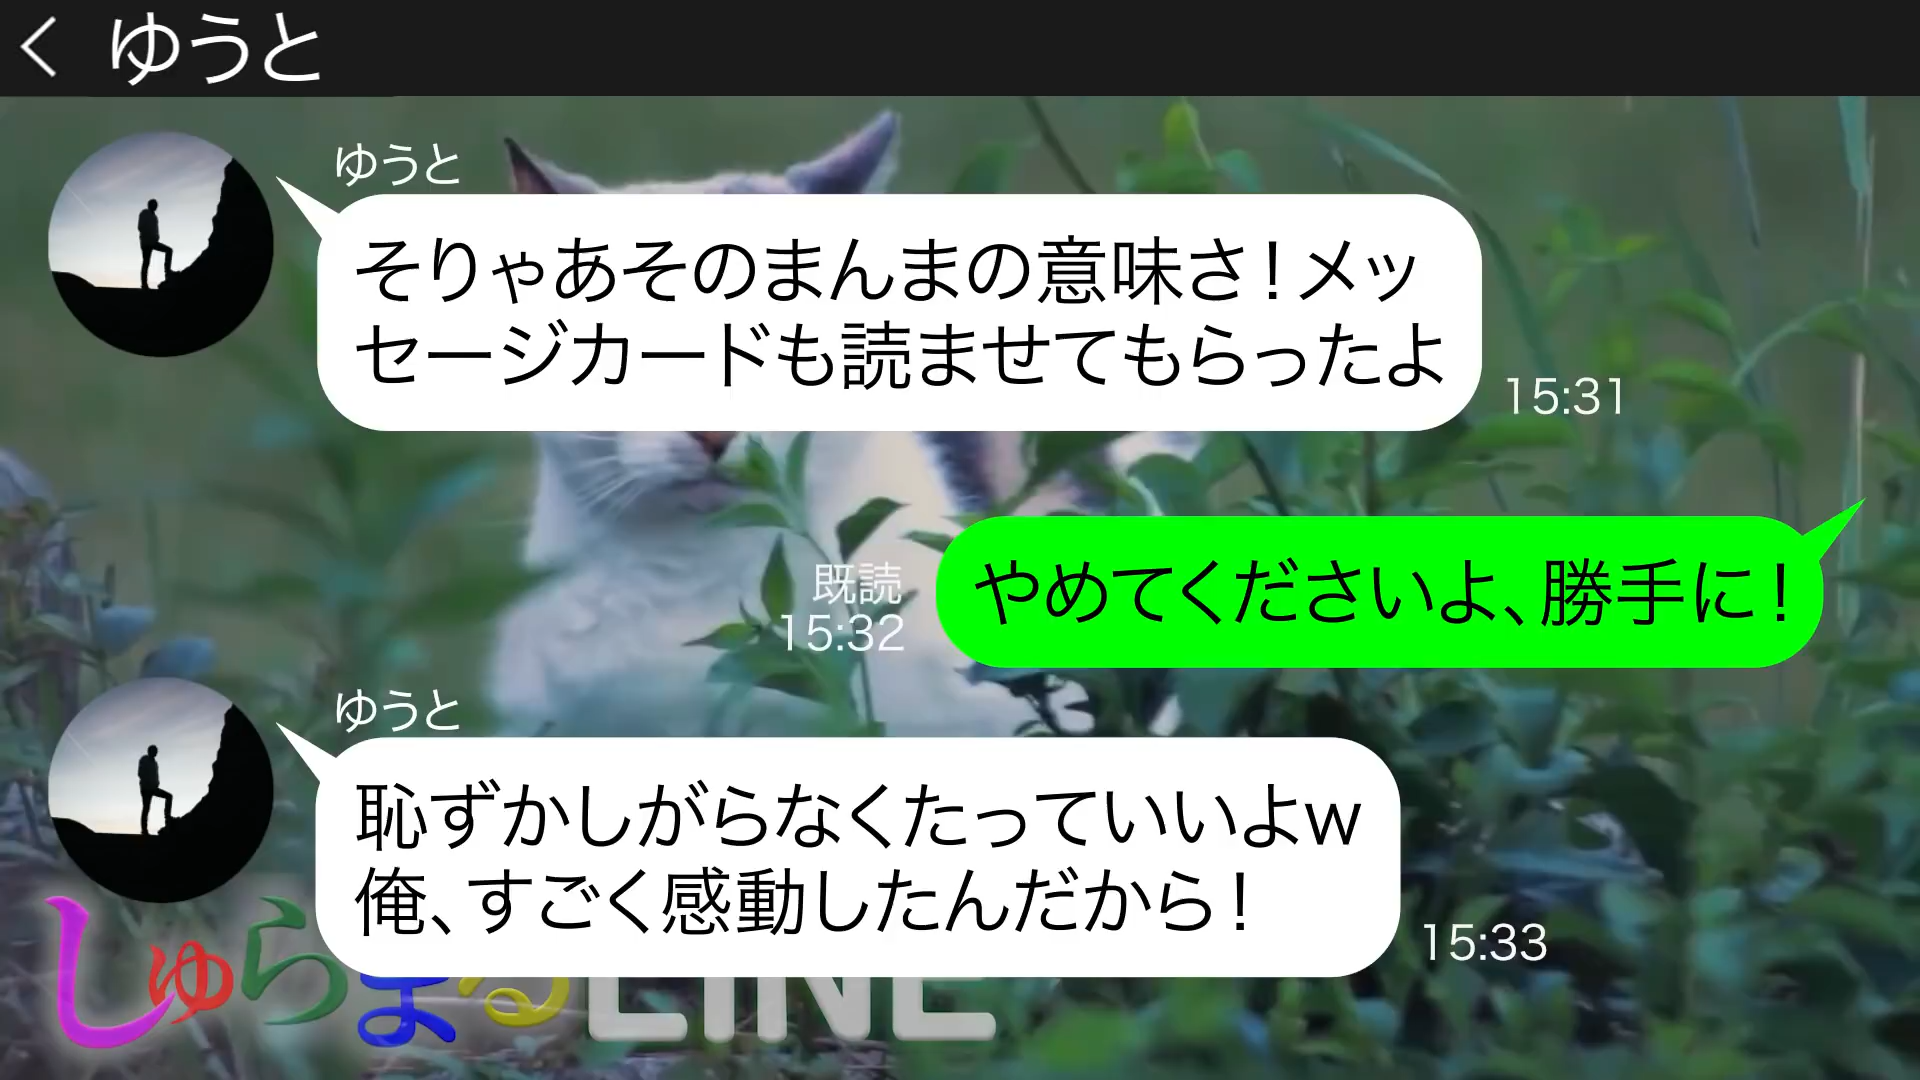 ゆうと
ゆうと
そりゃあそのまんまの意味さ！メッ
セージカードも読ませてもらったよ
15:31
やめてくださいよ、勝手に！
既読
15:32
ゆうと
恥ずかしがらなくたっていいよw
俺、すごく感動したんだから！
15:33
しゅらまるLINE